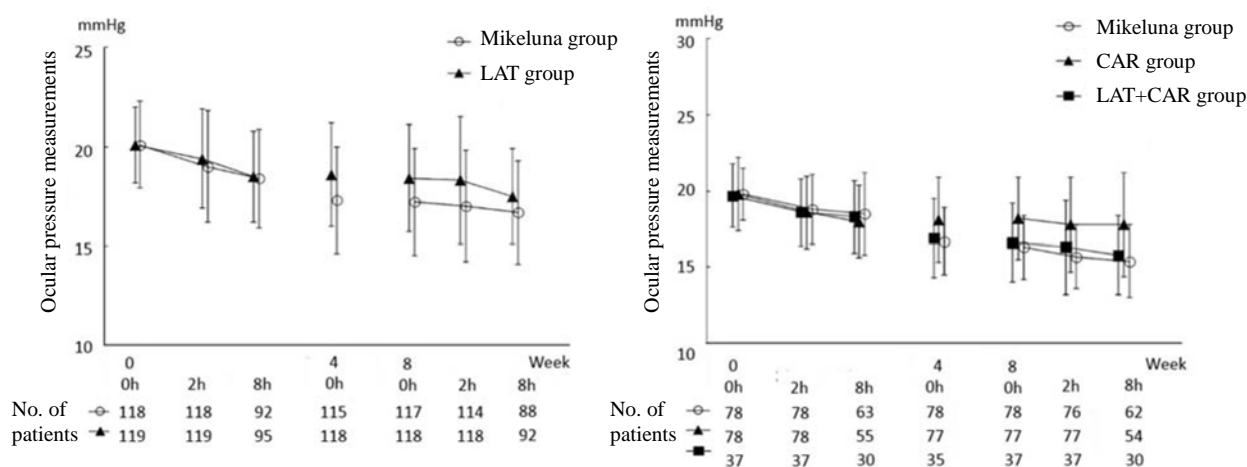 mmHg
Ocular pressure measurements
25
20
15
10
Mikeluna group
LAT group
0 4 8 Week
0h 2h 8h 0h 0h 2h 8h
No. of patients
118 118 92 115 117 114 88
119 119 95 118 118 118 92
mmHg
Ocular pressure measurements
30
25
20
15
10
Mikeluna group
CAR group
LAT+CAR group
0 4 8 Week
0h 2h 8h 0h 0h 2h 8h
No. of patients
78 78 63 78 78 76 62
78 78 55 77 77 77 54
37 37 30 35 37 37 30